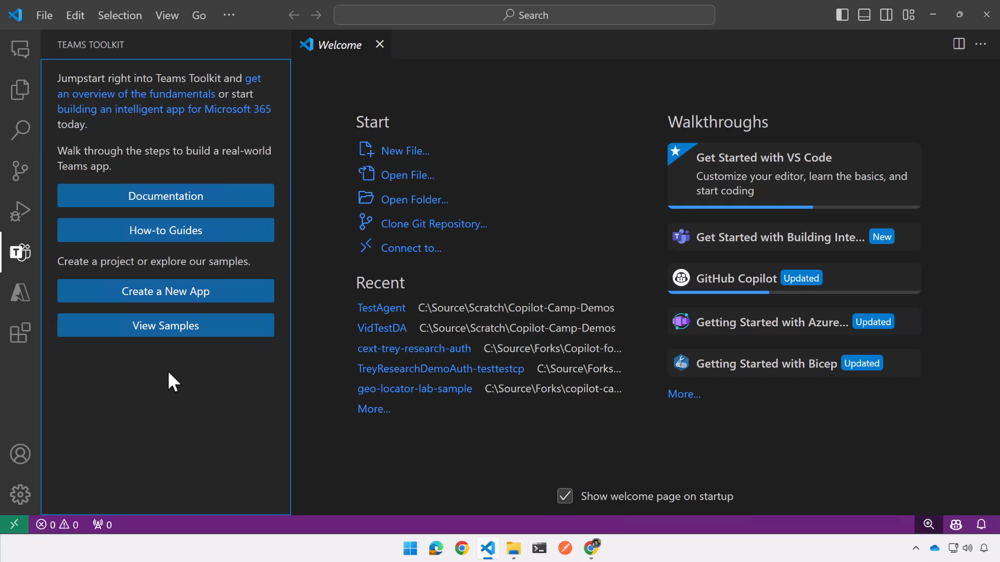 File Edit Selection View Go ··· Search
TEAMS TOOLKIT
Welcome
Jumpstart right into Teams Toolkit and get
an overview of the fundamentals or start
building an intelligent app for Microsoft 365
today.
Walk through the steps to build a real-world
Teams app.
Documentation
How-to Guides
Create a project or explore our samples.
Create a New App
View Samples
Start
New File...
Open File...
Open Folder...
Clone Git Repository...
Connect to...
Recent
TestAgent C:\Source\Scratch\Copilot-Camp-Demos
VidTestDA C:\Source\Scratch\Copilot-Camp-Demos
cext-trey-research-auth C:\Source\Forks\Copilot-fo...
TreyResearchDemoAuth-testtestcp C:\Source\Forks...
geo-locator-lab-sample C:\Source\Forks\copilot-ca...
More...
Walkthroughs
Get Started with VS Code
Customize your editor, learn the basics, and
start coding
Get Started with Building Inte... New
GitHub Copilot Updated
Getting Started with Azure... Updated
Getting Started with Bicep Updated
More...
Show welcome page on startup
0 0 0